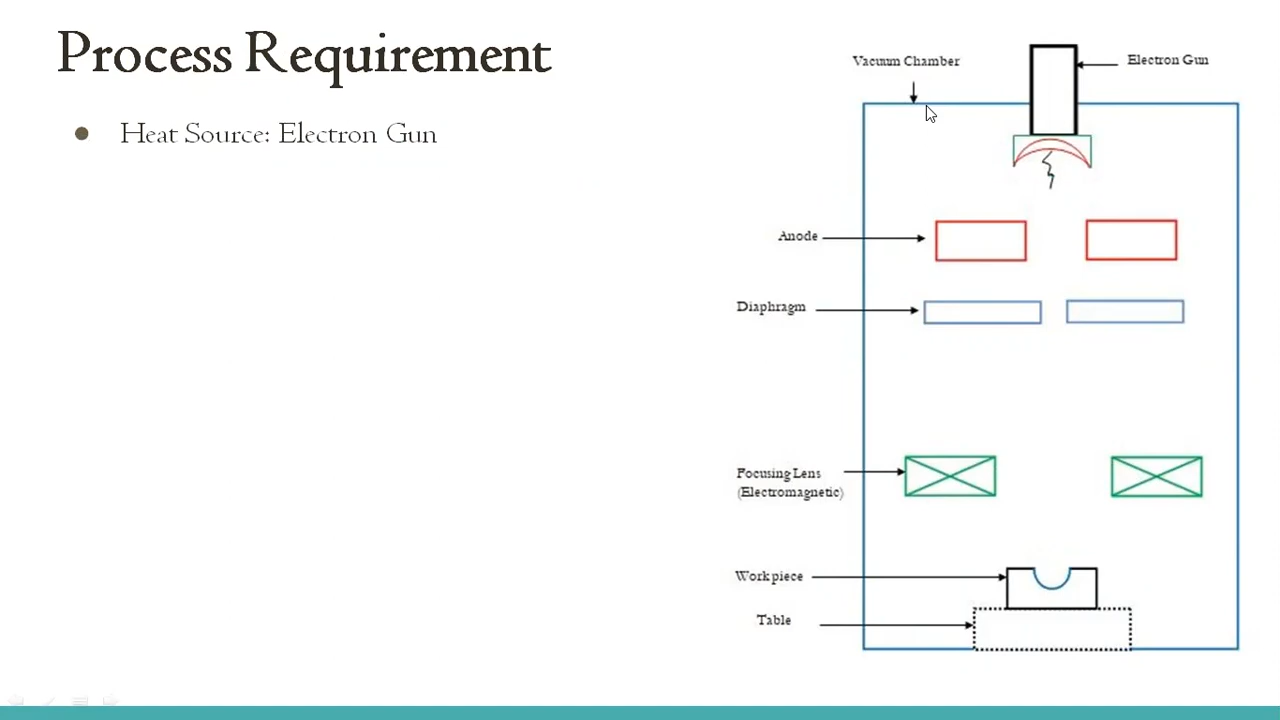 Process Requirement
● Heat Source: Electron Gun
Vacuum Chamber
Electron Gun
Anode
Diaphragm
Focusing Lens
(Electromagnetic)
Workpiece
Table